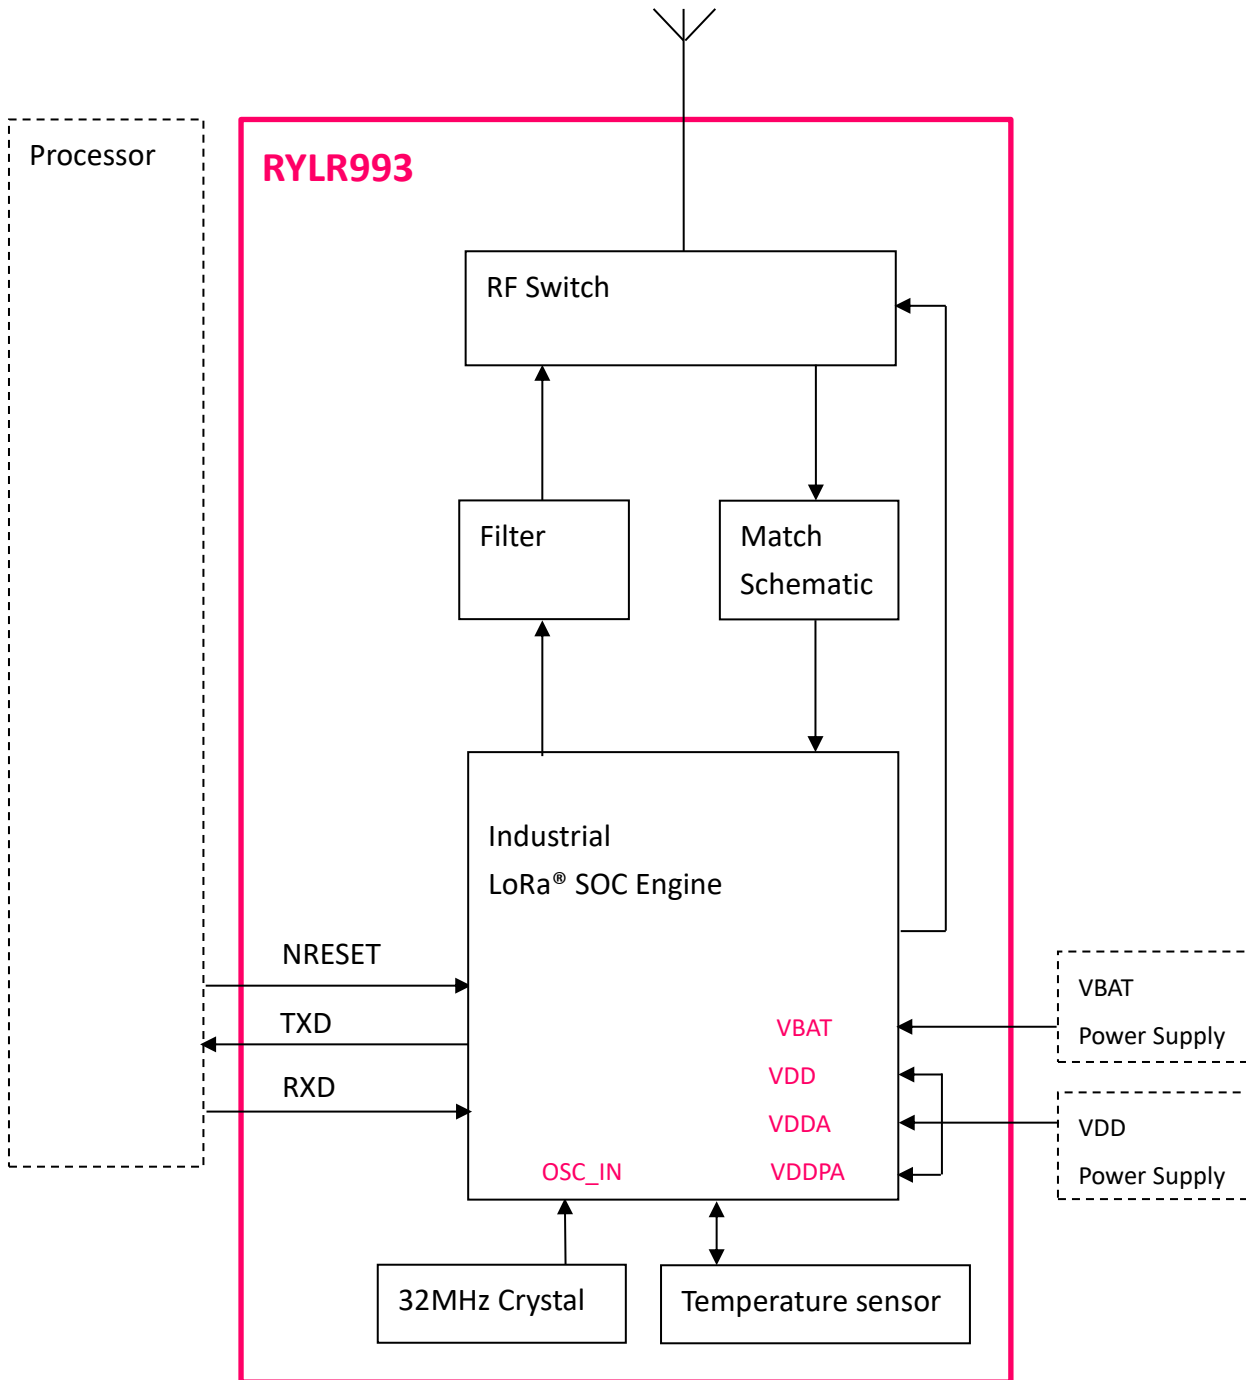 Processor
RYLR993
RF Switch
Filter
Match
Schematic
Industrial
LoRa® SOC Engine
NRESET
TXD
RXD
VBAT
VDD
VDDA
VDDPA
OSC_IN
VBAT
Power Supply
VDD
Power Supply
32MHz Crystal
Temperature sensor